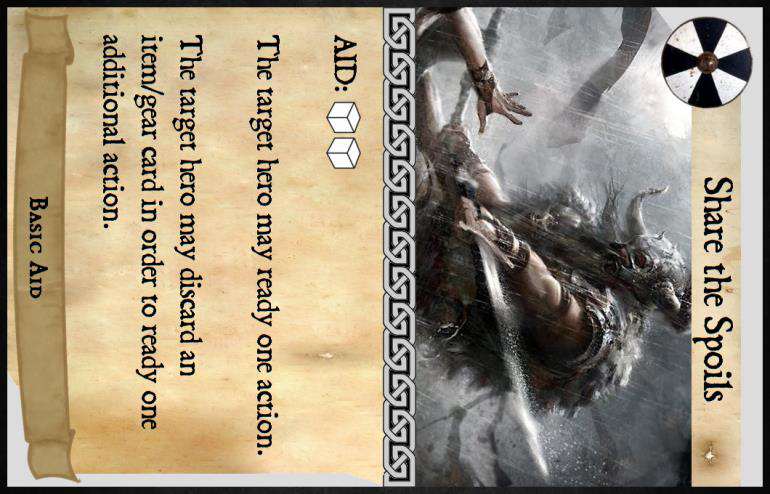 Share the Spoils
AID:
The target hero may ready one action.
The target hero may discard an
item/gear card in order to ready one
additional action.
BASIC AID